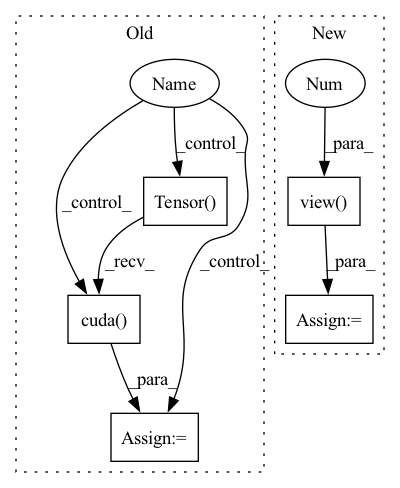 Old
New
Name
Num
_control_
_para_
_control_
Tensor()
view()
_recv_
_control_
_para_
cuda()
Assign:=
_para_
Assign:=